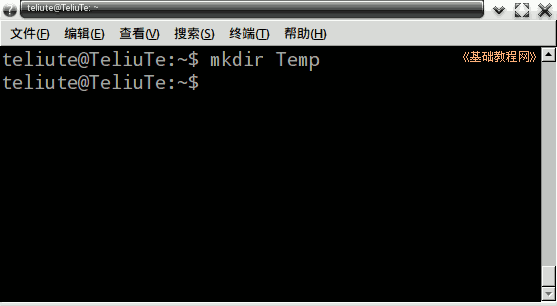 teliute@TeliuTe: ~
文件(F) 编辑(E) 查看(V) 搜索(S) 终端(T) 帮助(H)
teliute@TeliuTe:~$ mkdir Temp 《基础教程网》
teliute@TeliuTe:~$